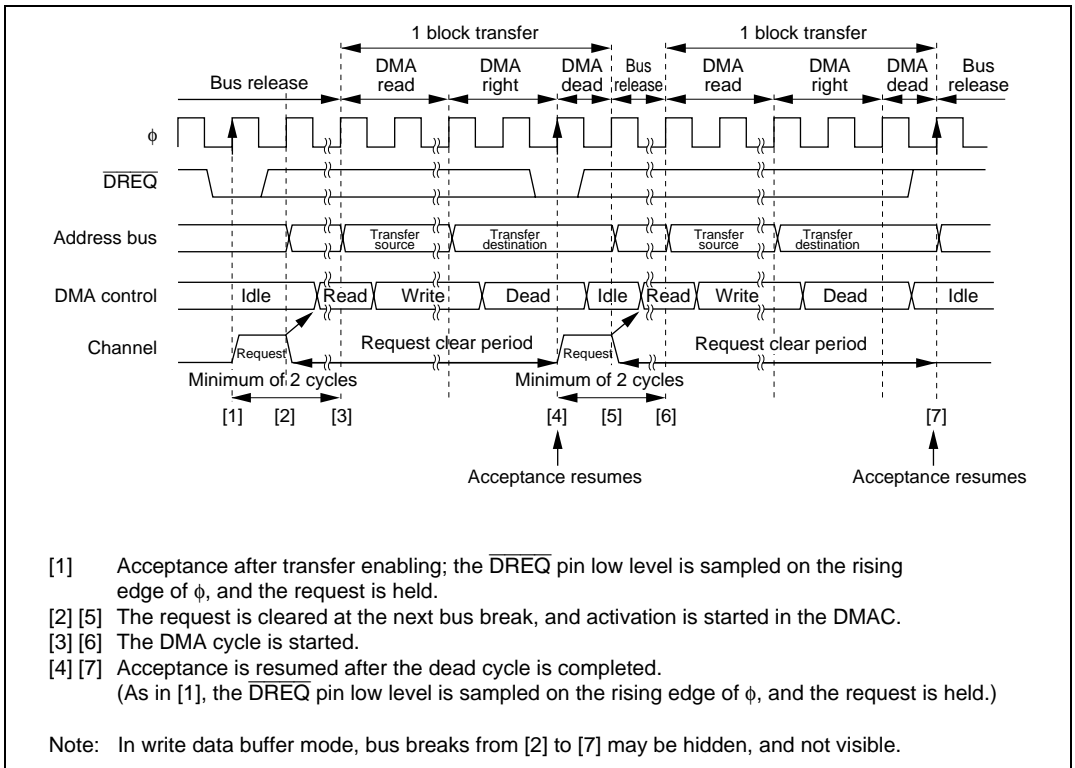 1 block transfer 1 block transfer
Bus release DMA read DMA right DMA dead Bus release DMA read DMA right DMA dead Bus release
φ
DREQ
Address bus Transfer source Transfer destination Transfer source Transfer destination
DMA control Idle Read Write Dead Idle Read Write Dead Idle
Channel Request Request clear period Request Request clear period
Minimum of 2 cycles Minimum of 2 cycles
[1] [2] [3] [4] [5] [6] [7]
Acceptance resumes Acceptance resumes
[1] Acceptance after transfer enabling; the DREQ pin low level is sampled on the rising
edge of φ, and the request is held.
[2] [5] The request is cleared at the next bus break, and activation is started in the DMAC.
[3] [6] The DMA cycle is started.
[4] [7] Acceptance is resumed after the dead cycle is completed.
(As in [1], the DREQ pin low level is sampled on the rising edge of φ, and the request is held.)
Note: In write data buffer mode, bus breaks from [2] to [7] may be hidden, and not visible.